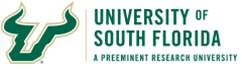 UNIVERSITY OF
SOUTH FLORIDA
A PREEMINENT RESEARCH UNIVERSITY